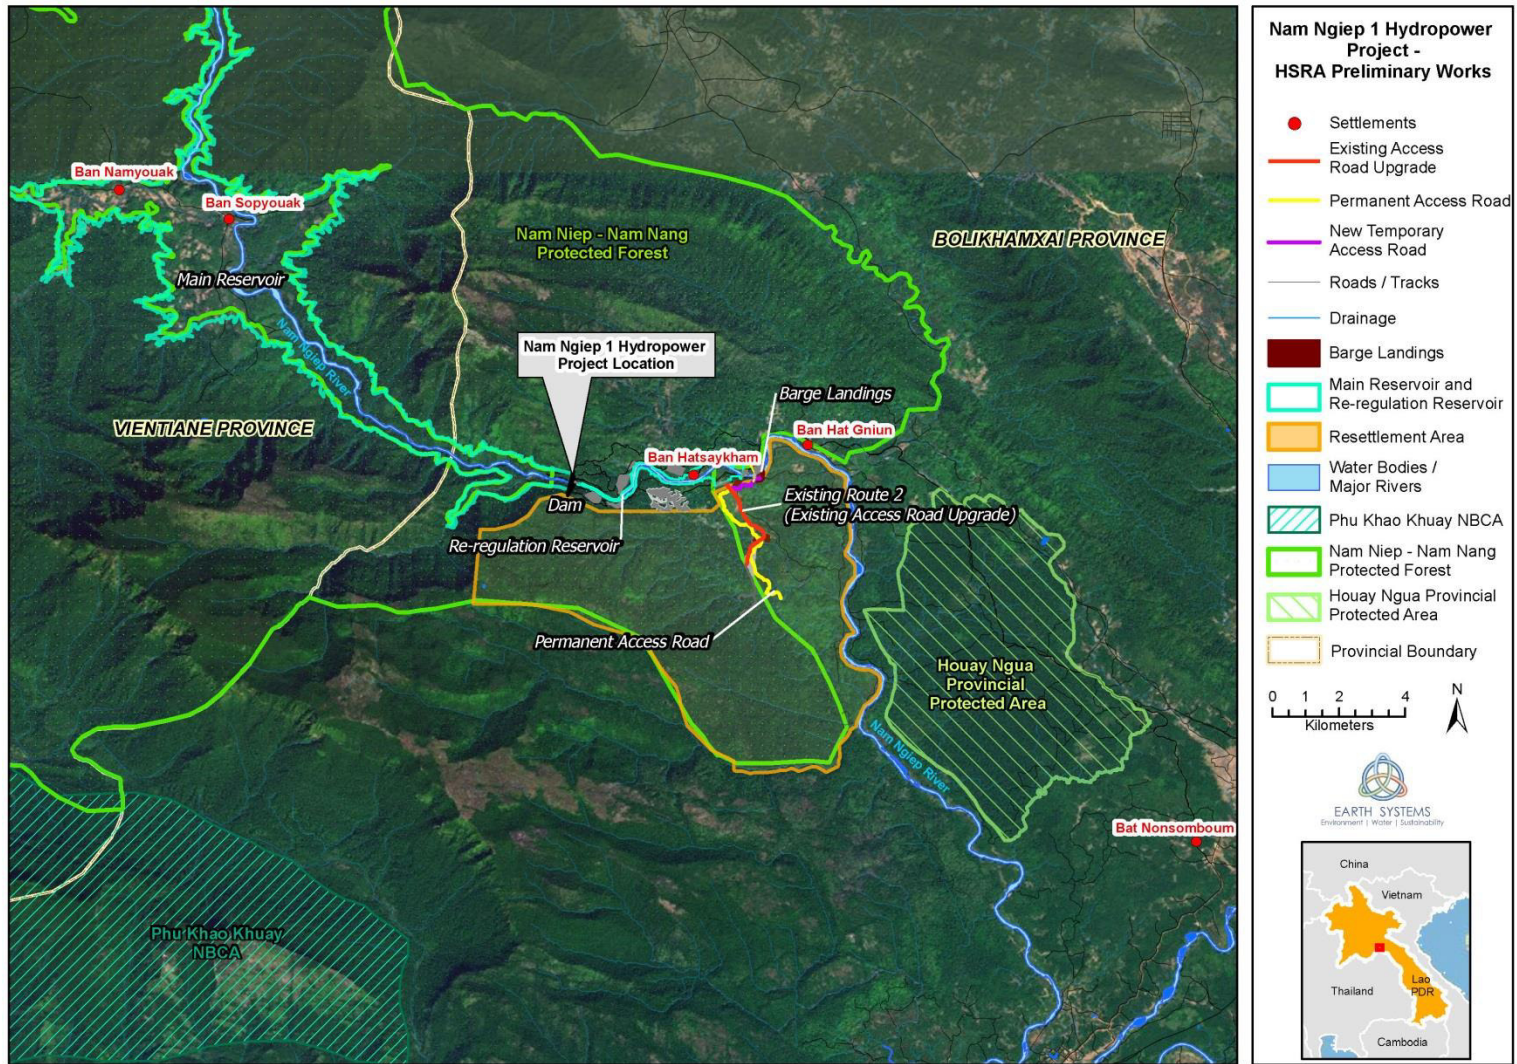 Ban Namyouak
Ban Sopyouak
Main Reservoir
Nam Ngiep River
VIENTIANE PROVINCE
Nam Niep - Nam Nang
Protected Forest
BOLIKHAMXAI PROVINCE
Nam Ngiep 1 Hydropower
Project Location
Barge Landings
Ban Hat Gniun
Ban Hatsaykham
Dam
Existing Route 2
(Existing Access Road Upgrade)
Re-regulation Reservoir
Permanent Access Road
Houay Ngua
Provincial
Protected Area
Nam Ngiep River
Bat Nonsomboum
Phu Khao Khuay
NBCA
Nam Ngiep 1 Hydropower
Project -
HSRA Preliminary Works
Settlements
Existing Access
Road Upgrade
Permanent Access Road
New Temporary
Access Road
Roads / Tracks
Drainage
Barge Landings
Main Reservoir and
Re-regulation Reservoir
Resettlement Area
Water Bodies /
Major Rivers
Phu Khao Khuay NBCA
Nam Niep - Nam Nang
Protected Forest
Houay Ngua Provincial
Protected Area
Provincial Boundary
0 1 2 4
Kilometers
N
EARTH SYSTEMS
Environment | Water | Sustainability
China
Vietnam
Lao
PDR
Thailand
Cambodia